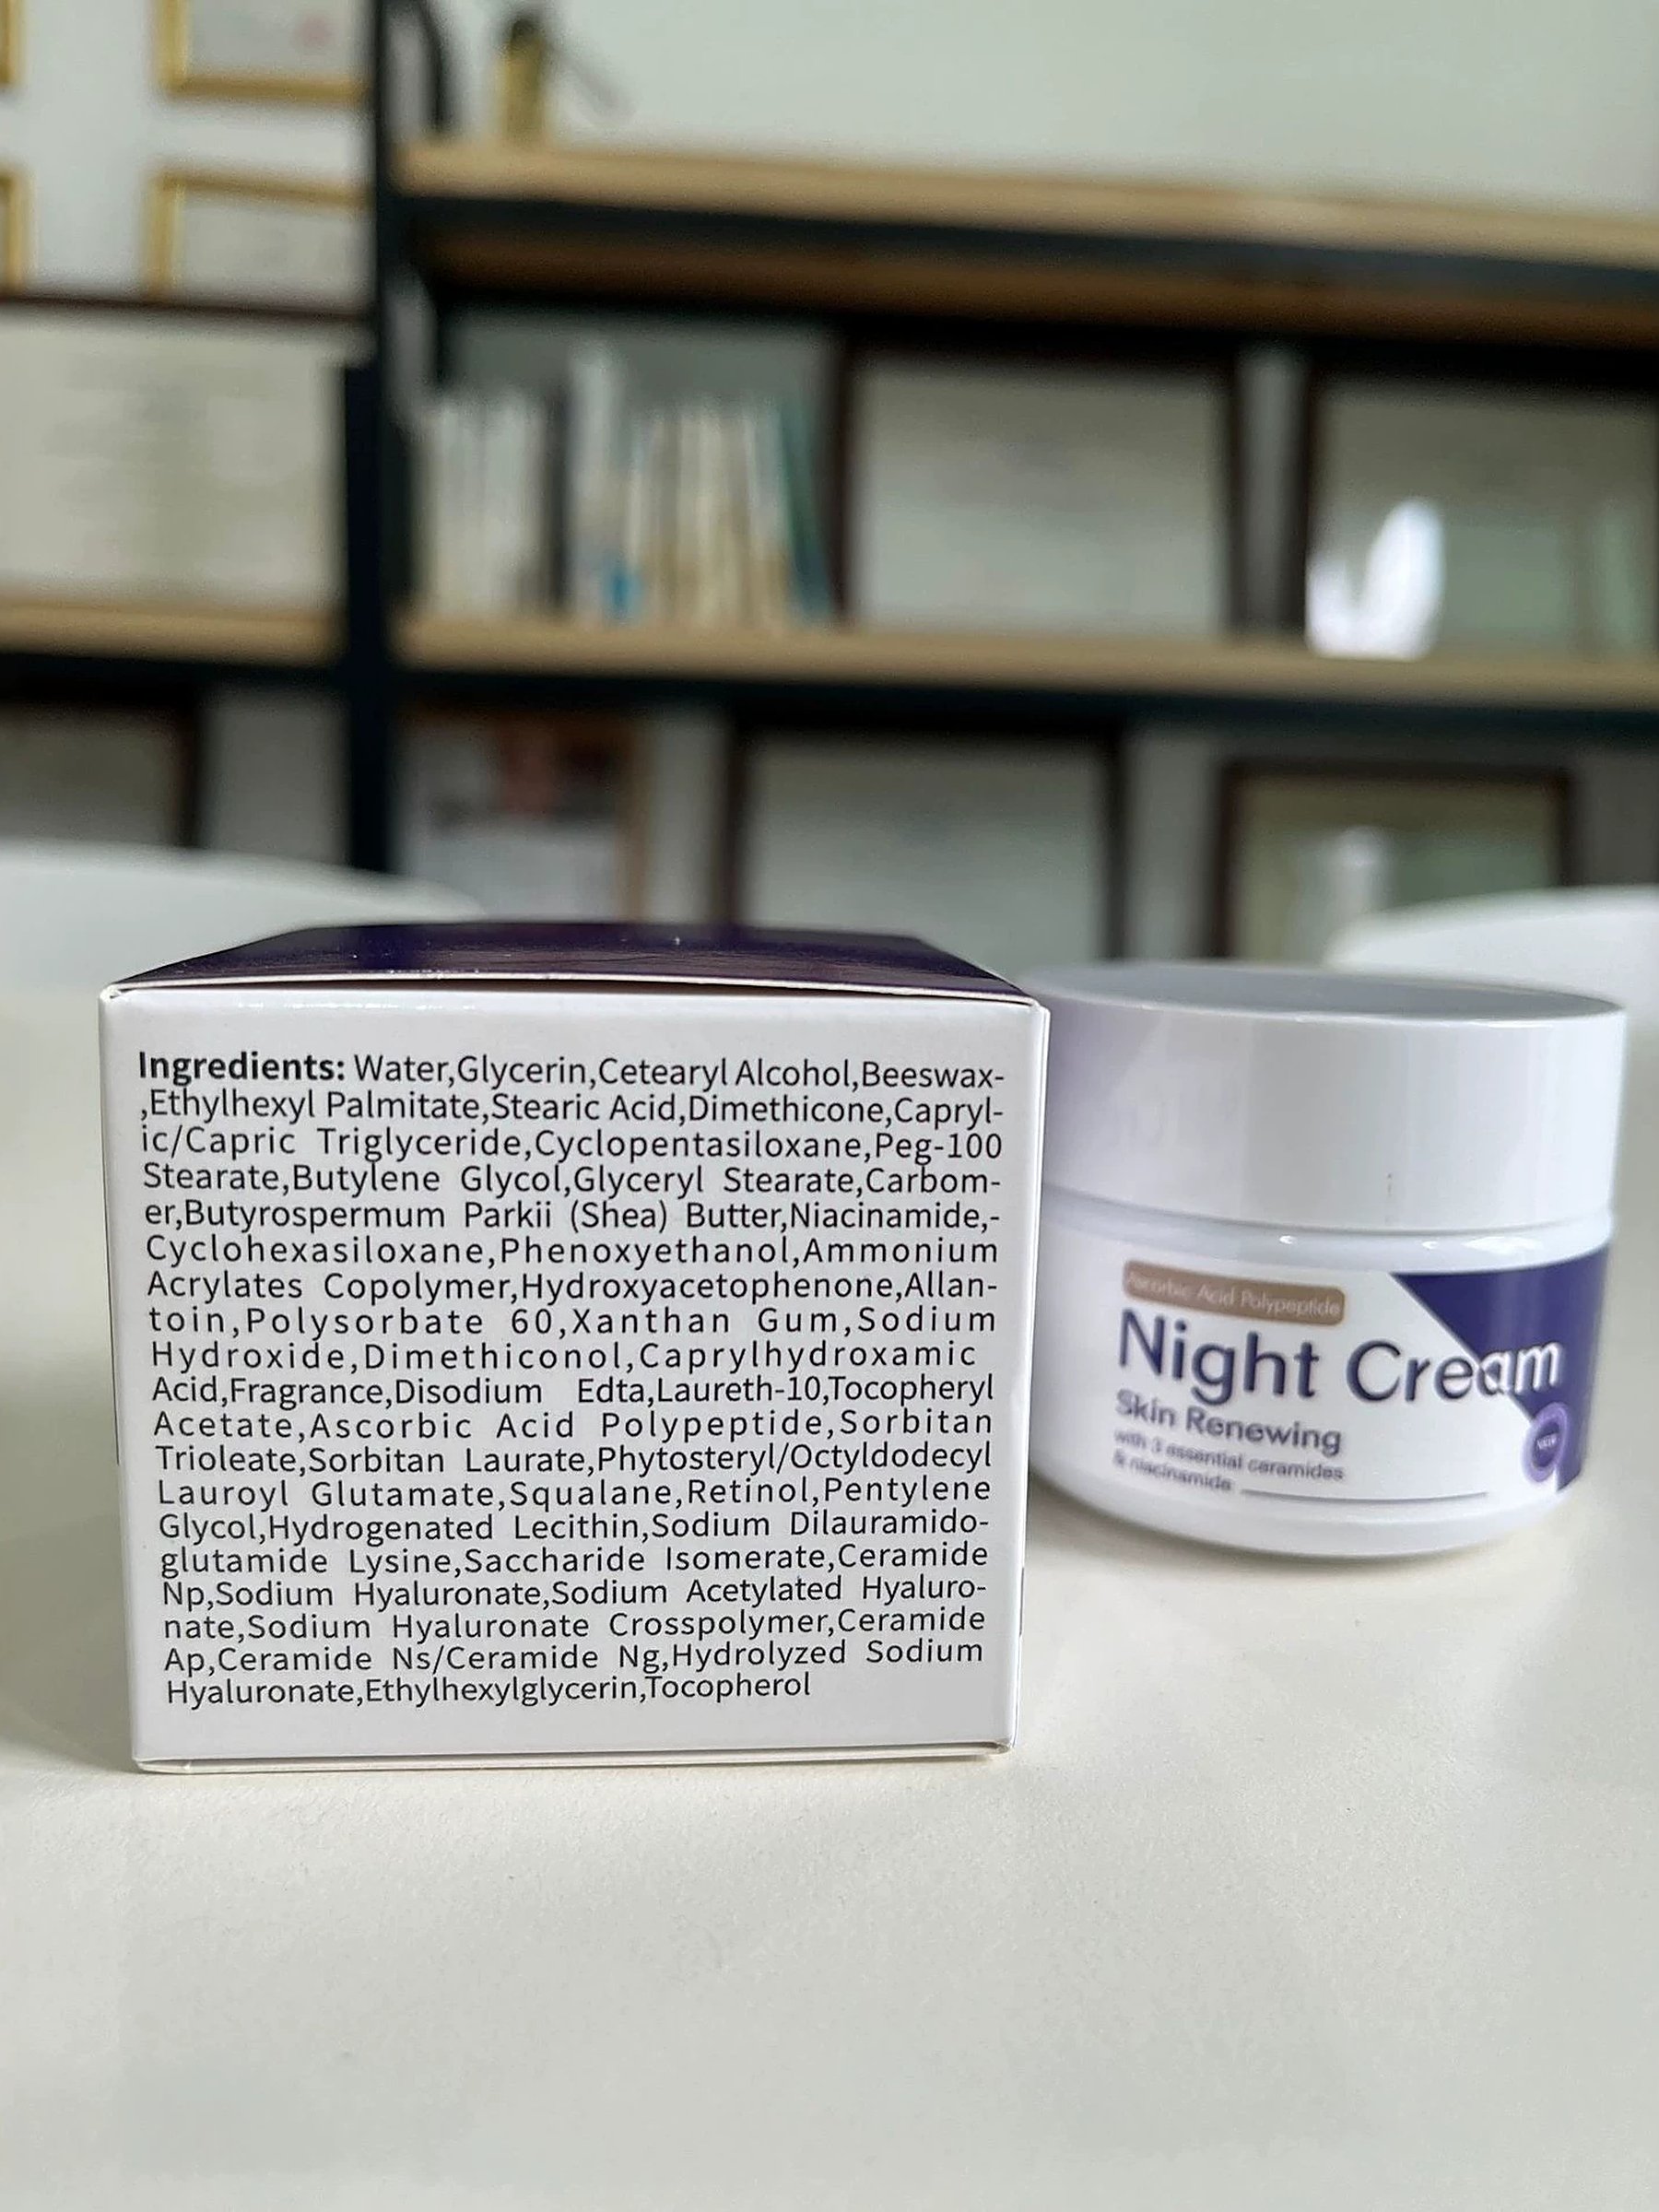 Ingredients: Water,Glycerin,Cetearyl Alcohol,Beeswax-
,Ethylhexyl Palmitate,Stearic Acid,Dimethicone,Capryl-
ic/Capric Triglyceride,Cyclopentasiloxane,Peg-100
Stearate,Butylene Glycol,Glyceryl Stearate,Carbom-
er,Butyrospermum Parkii (Shea) Butter,Niacinamide,-
Cyclohexasiloxane,Phenoxyethanol,Ammonium
Acrylates Copolymer,Hydroxyacetophenone,Allan-
toin,Polysorbate 60,Xanthan Gum,Sodium
Hydroxide,Dimethiconol,Caprylhydroxamic
Acid,Fragrance,Disodium Edta,Laureth-10,Tocopheryl
Acetate,Ascorbic Acid Polypeptide,Sorbitan
Trioleate,Sorbitan Laurate,Phytosteryl/Octyldodecyl
Lauroyl Glutamate,Squalane,Retinol,Pentylene
Glycol,Hydrogenated Lecithin,Sodium Dilauramido-
glutamide Lysine,Saccharide Isomerate,Ceramide
Np,Sodium Hyaluronate,Sodium Acetylated Hyaluro-
nate,Sodium Hyaluronate Crosspolymer,Ceramide
Ap,Ceramide Ns/Ceramide Ng,Hydrolyzed Sodium
Hyaluronate,Ethylhexylglycerin,Tocopherol
Ascorbic Acid Polypeptide
Night Cream
Skin Renewing
with 3 essential ceramides
& niacinamide